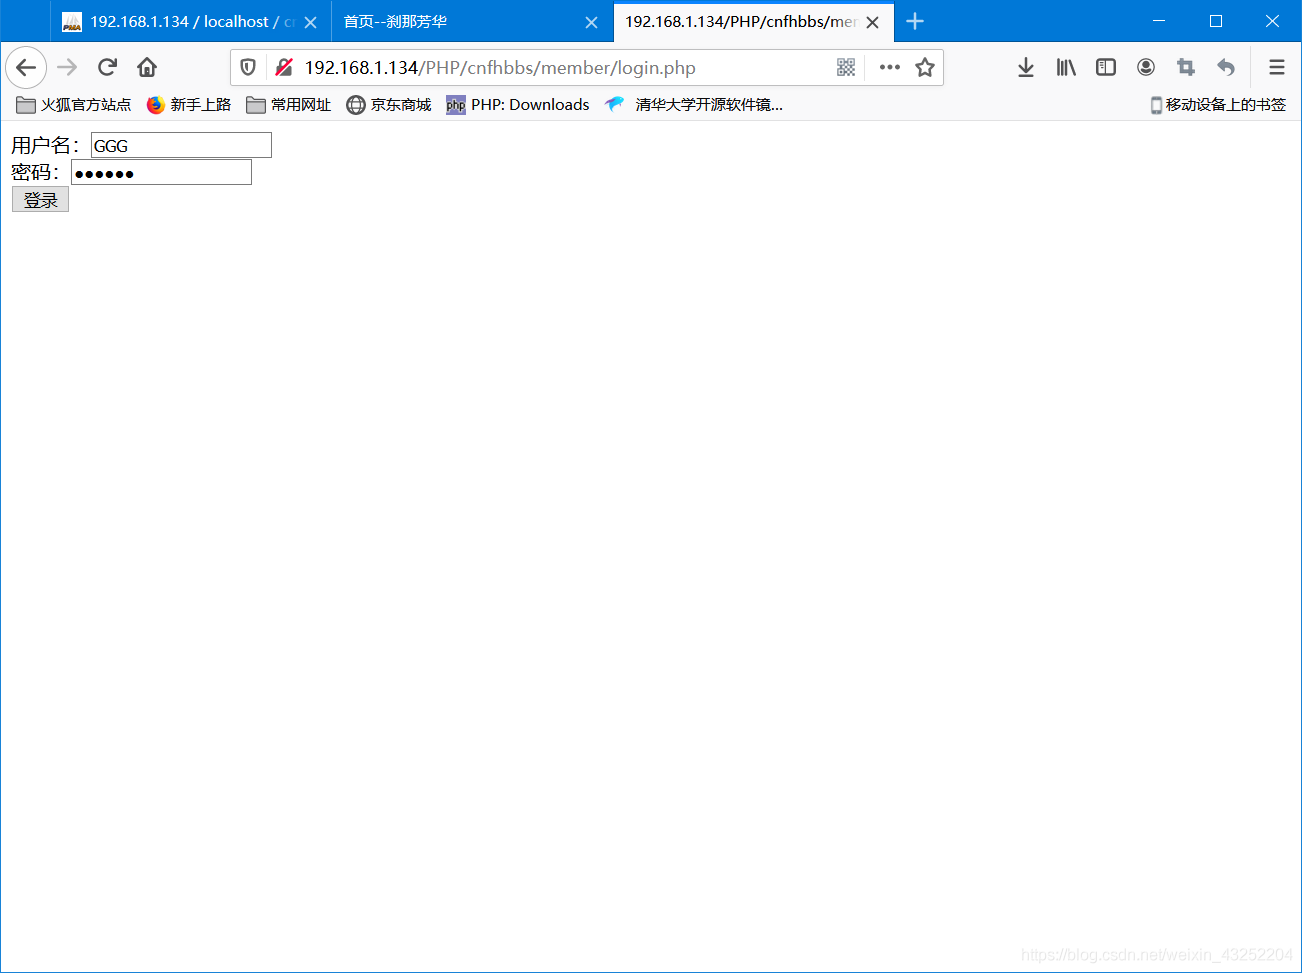 192.168.1.134 / localhost / cr
首页--刹那芳华
192.168.1.134/PHP/cnfhbbs/mem
192.168.1.134/PHP/cnfhbbs/member/login.php
火狐官方站点
新手上路
常用网址
京东商城
php
PHP: Downloads
清华大学开源软件镜...
移动设备上的书签
用户名：GGG
密码：••••••
登录
https://blog.csdn.net/weixin_43252204